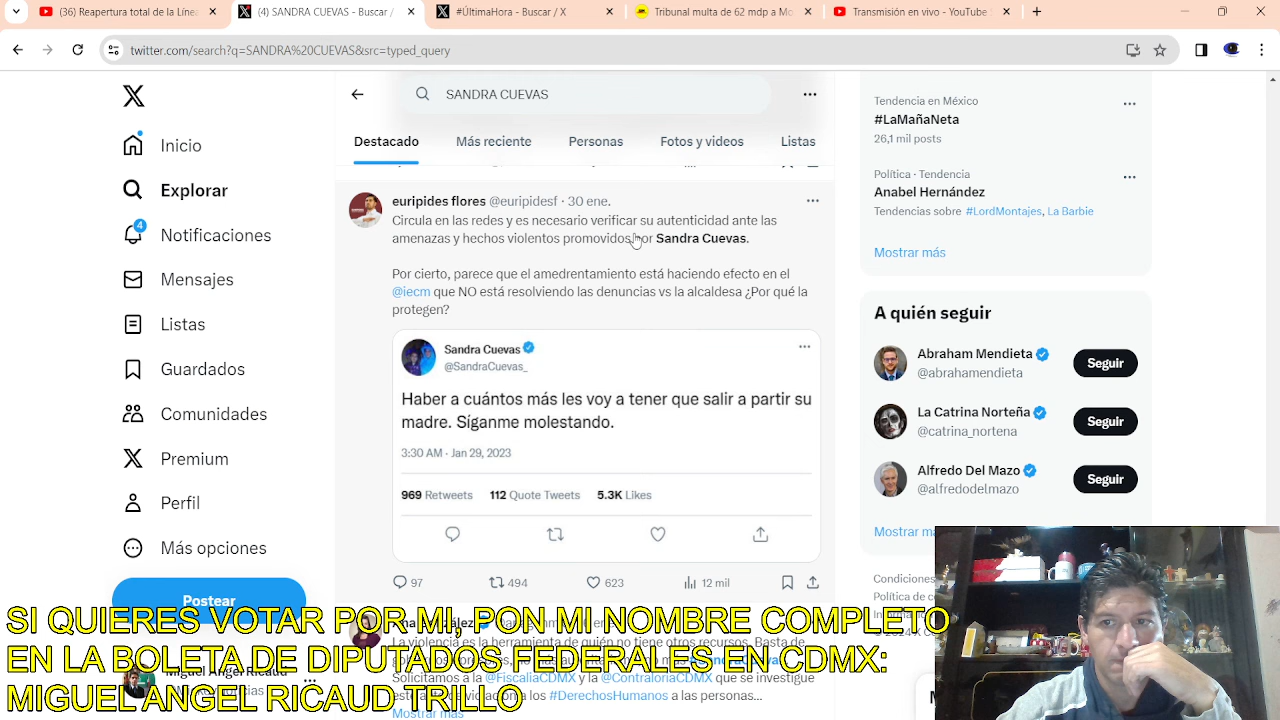 (36) Repertorio total de la Línea
(4) SANDRA CUEVAS - Buscar /
#ÚltimaHora - Buscar / X
Tribunal multa de 62 mdp a Mo
Transmisión en vivo - YouTube
twitter.com/search?q=SANDRA%20CUEVAS&src=typed_query
SANDRA CUEVAS
Destacado
Más reciente
Personas
Fotos y videos
Listas
Inicio
Explorar
4
Notificaciones
Mensajes
Listas
Guardados
Comunidades
Premium
Perfil
Más opciones
Postear
Miguel Angel Ricaud
euripides flores @euripidesf · 30 ene.
Circula en las redes y es necesario verificar su autenticidad ante las
amenazas y hechos violentos promovidos por Sandra Cuevas.
Por cierto, parece que el amedrentamiento está haciendo efecto en el
@iecm que NO está resolviendo las denuncias vs la alcaldesa ¿Por qué la
protegen?
Sandra Cuevas
@SandraCuevas_
Haber a cuántos más les voy a tener que salir a partir su
madre. Síganme molestando.
3:30 AM · Jan 29, 2023
969 Retweets 112 Quote Tweets 5.3K Likes
97 494 623 12 mil
La violencia es la herramienta de quién no tiene otros recursos. Basta de
Solicitamos a la @FiscaliaCDMX y la @ContraloriaCDMX que se investigue
#DerechosHumanos a las personas...
Mostrar más
Tendencia en México
#LaMañaNeta
26,1 mil posts
Política · Tendencia
Anabel Hernández
Tendencias sobre #LordMontajes, La Barbie
Mostrar más
A quién seguir
Abraham Mendieta
@abrahamendieta
Seguir
La Catrina Norteña
@catrina_nortena
Seguir
Alfredo Del Mazo
@alfredodelmazo
Seguir
Mostrar
Condiciones
Política de
SI QUIERES VOTAR POR MI, PON MI NOMBRE COMPLETO
EN LA BOLETA DE DIPUTADOS FEDERALES EN CDMX:
MIGUEL ANGEL RICAUD TRILLO